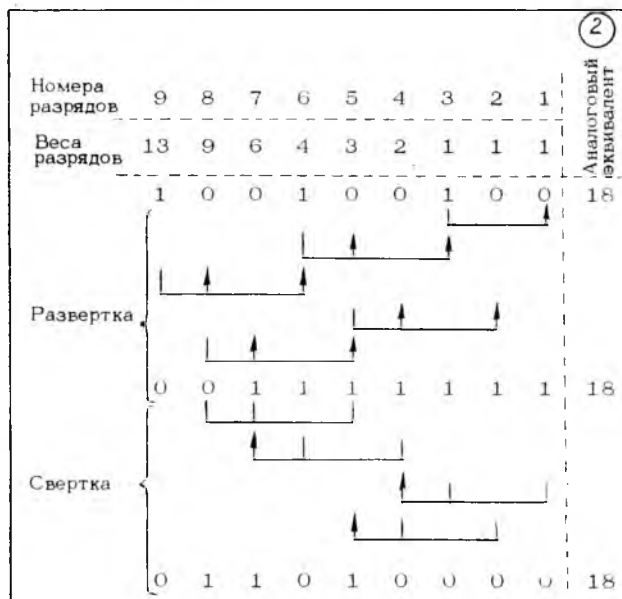 2
Номера разрядов 9 8 7 6 5 4 3 2 1
Аналоговый эквивалент
Веса разрядов 13 9 6 4 3 2 1 1 1
1 0 0 1 0 0 1 0 0 18
Развертка
0 0 1 1 1 1 1 1 1 18
Свертка
0 1 1 0 1 0 0 0 0 18